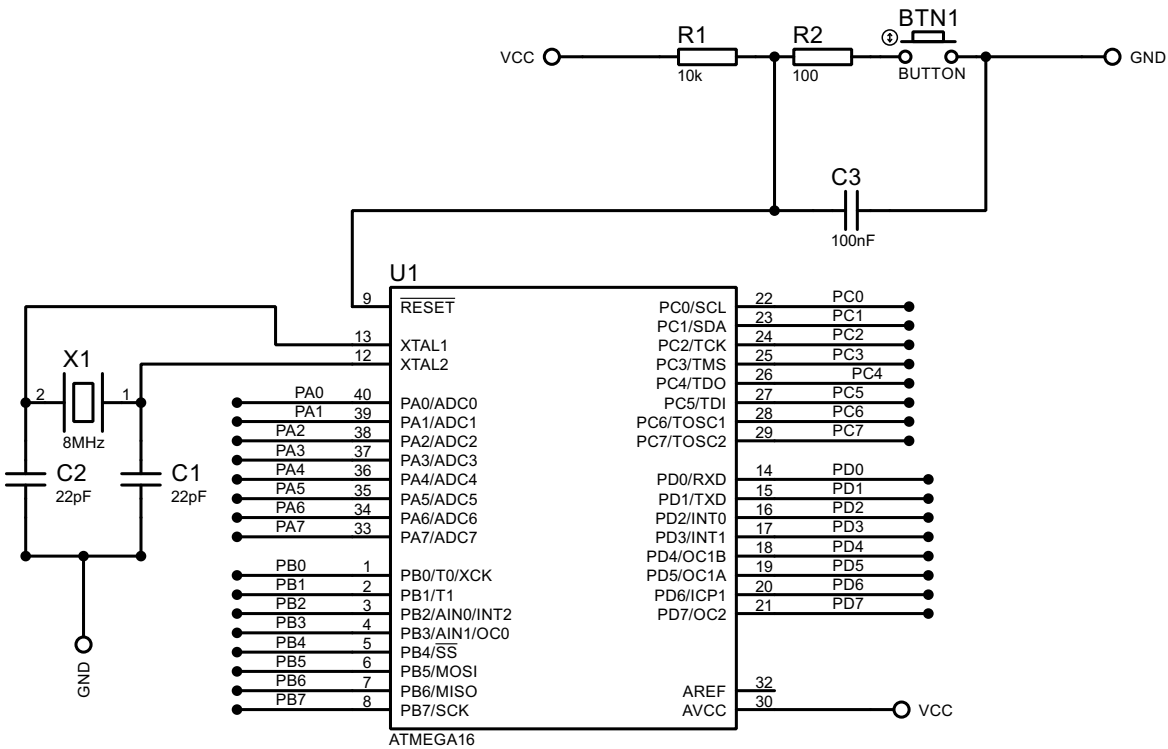 VCC
R1
10k
R2
100
BTN1
BUTTON
GND
C3
100nF
U1
9 RESET
13 XTAL1
12 XTAL2
X1
2 1
8MHz
C2
22pF
C1
22pF
GND
PA0 40 PA0/ADC0
PA1 39 PA1/ADC1
PA2 38 PA2/ADC2
PA3 37 PA3/ADC3
PA4 36 PA4/ADC4
PA5 35 PA5/ADC5
PA6 34 PA6/ADC6
PA7 33 PA7/ADC7
PB0 1 PB0/T0/XCK
PB1 2 PB1/T1
PB2 3 PB2/AIN0/INT2
PB3 4 PB3/AIN1/OC0
PB4 5 PB4/SS
PB5 6 PB5/MOSI
PB6 7 PB6/MISO
PB7 8 PB7/SCK
PC0/SCL 22 PC0
PC1/SDA 23 PC1
PC2/TCK 24 PC2
PC3/TMS 25 PC3
PC4/TDO 26 PC4
PC5/TDI 27 PC5
PC6/TOSC1 28 PC6
PC7/TOSC2 29 PC7
PD0/RXD 14 PD0
PD1/TXD 15 PD1
PD2/INT0 16 PD2
PD3/INT1 17 PD3
PD4/OC1B 18 PD4
PD5/OC1A 19 PD5
PD6/ICP1 20 PD6
PD7/OC2 21 PD7
AREF 32
AVCC 30 VCC
ATMEGA16